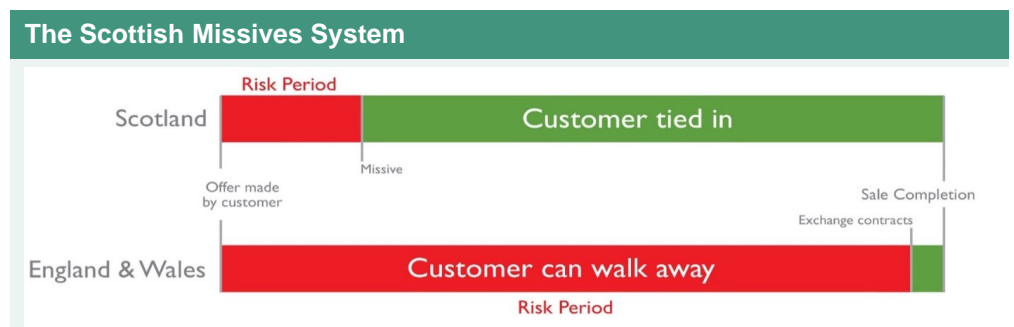 The Scottish Missives System
Risk Period
Scotland
Customer tied in
Missive
Offer made
by customer
Sale Completion
Exchange contracts
England & Wales
Customer can walk away
Risk Period